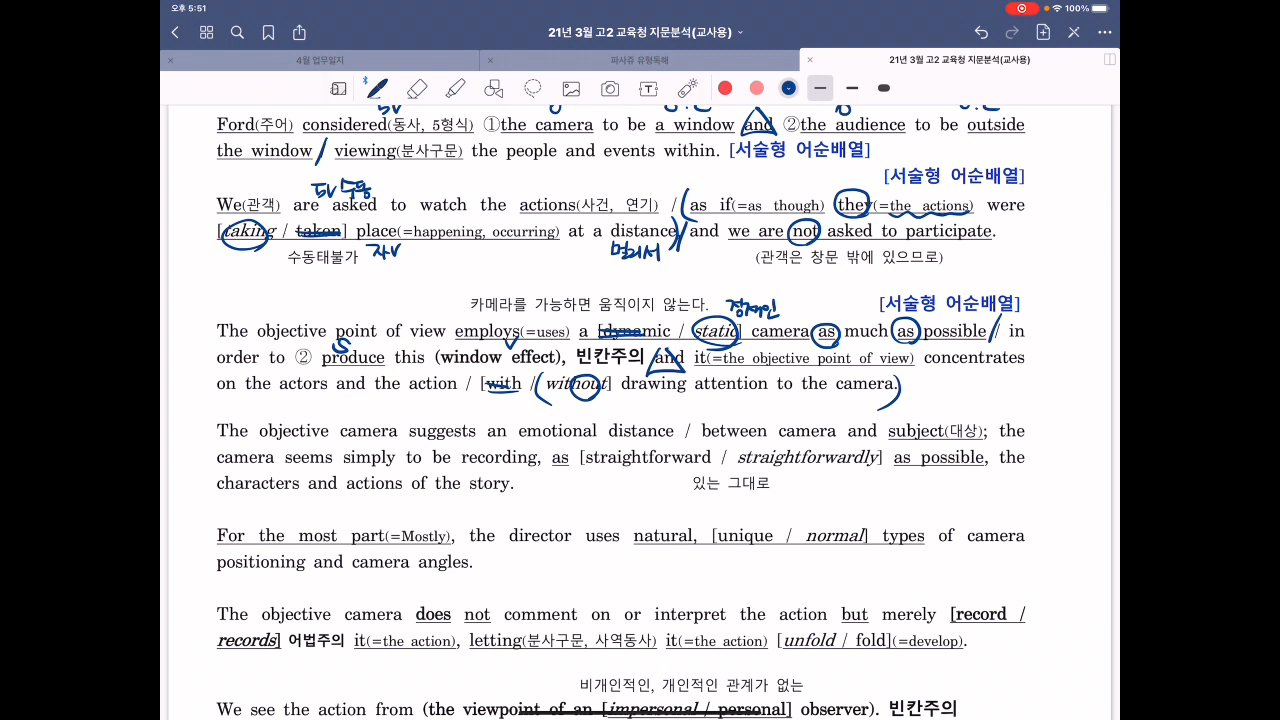 오후 5:51
100%
21년 3월 고2 교육청 지문분석(교사용)
4월 업무일지
파사쥬 유형독해
21년 3월 고2 교육청 지문분석(교사용)
Ford(주어) considered(동사, 5형식) ①the camera to be a window and ②the audience to be outside
the window / viewing(분사구문) the people and events within. [서술형 어순배열]
[서술형 어순배열]
5V 수동
We(관객) are asked to watch the actions(사건, 연기) / as if(=as though) they(=the actions) were
[taking / taken] place(=happening, occurring) at a distance, and we are not asked to participate.
수동태불가 자V 멀리서 (관객은 창문 밖에 있으므로)
카메라를 가능하면 움직이지 않는다. 정적인 [서술형 어순배열]
The objective point of view employs(=uses) a [dynamic / static] camera as much as possible / in
order to ② produce this (window effect), 빈칸주의 and it(=the objective point of view) concentrates
S V
on the actors and the action / [with / without] drawing attention to the camera.
The objective camera suggests an emotional distance / between camera and subject(대상); the
camera seems simply to be recording, as [straightforward / straightforwardly] as possible, the
characters and actions of the story. 있는 그대로
For the most part(=Mostly), the director uses natural, [unique / normal] types of camera
positioning and camera angles.
The objective camera does not comment on or interpret the action but merely [record /
records] 어법주의 it(=the action), letting(분사구문, 사역동사) it(=the action) [unfold / fold](=develop).
비개인적인, 개인적인 관계가 없는
We see the action from (the viewpoint of an [impersonal / personal] observer). 빈칸주의